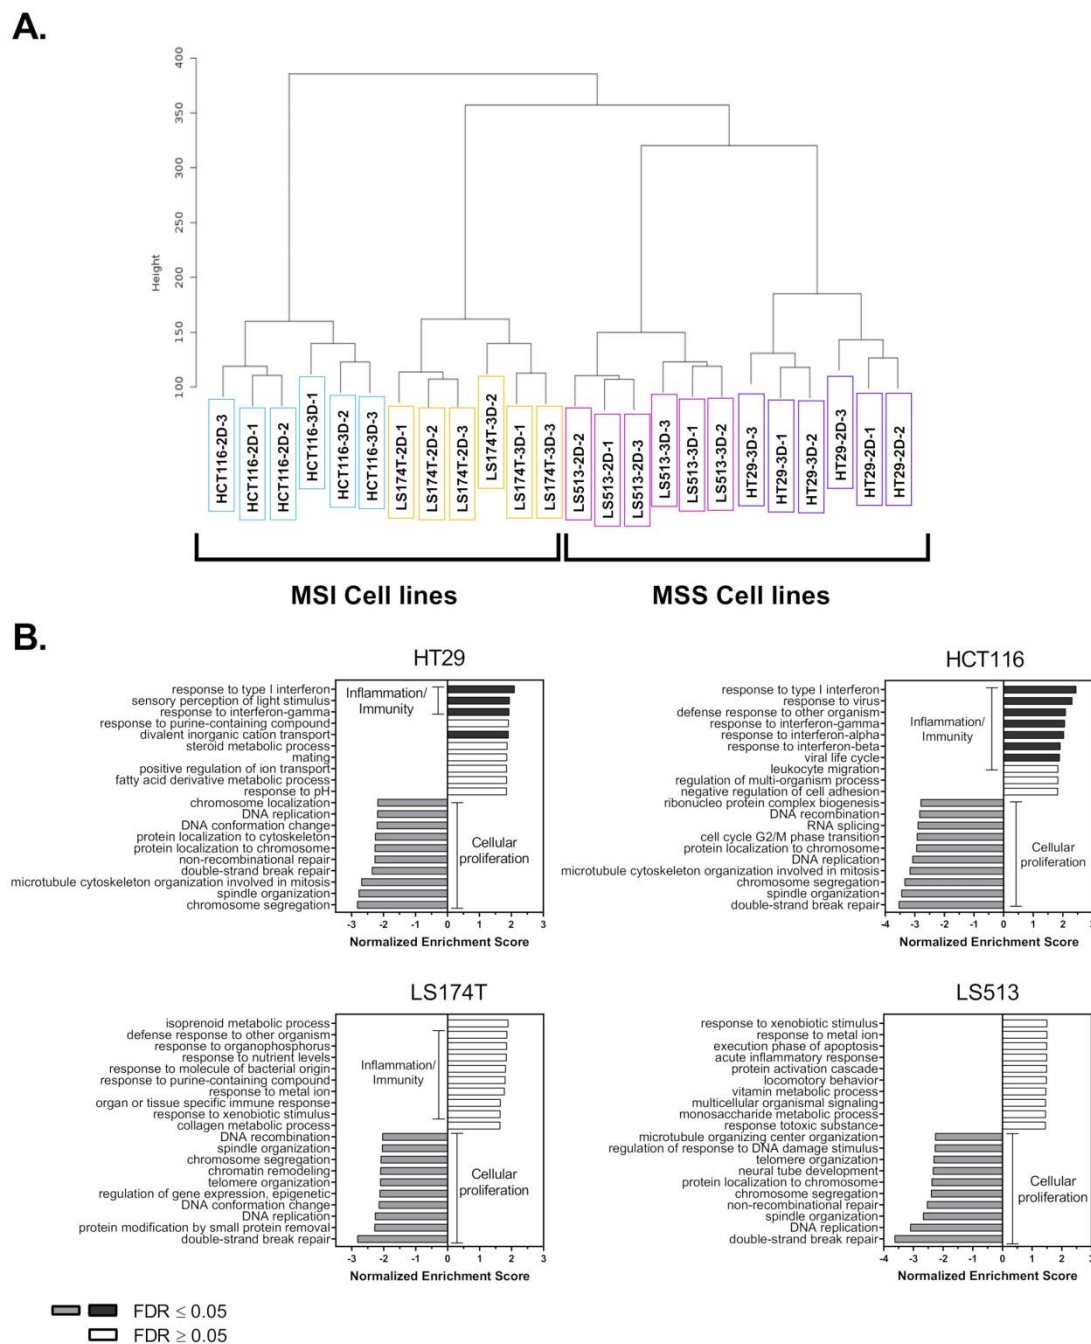 A.
400
350
300
250
200
150
100
Height
HCT116-2D-3
HCT116-2D-1
HCT116-2D-2
HCT116-3D-1
HCT116-3D-2
HCT116-3D-3
LS174T-2D-1
LS174T-2D-2
LS174T-2D-3
LS174T-3D-2
LS174T-3D-1
LS174T-3D-3
LS513-2D-2
LS513-2D-1
LS513-2D-3
LS513-3D-3
LS513-3D-1
LS513-3D-2
HT29-3D-3
HT29-3D-1
HT29-3D-2
HT29-2D-3
HT29-2D-1
HT29-2D-2
MSI Cell lines
MSS Cell lines
B.
HT29
response to type I interferon
sensory perception of light stimulus
response to interferon-gamma
response to purine-containing compound
divalent inorganic cation transport
steroid metabolic process
mating
positive regulation of ion transport
fatty acid derivative metabolic process
response to pH
chromosome localization
DNA replication
DNA conformation change
protein localization to cytoskeleton
protein localization to chromosome
non-recombinational repair
double-strand break repair
microtubule cytoskeleton organization involved in mitosis
spindle organization
chromosome segregation
Inflammation/
Immunity
Cellular
proliferation
-3 -2 -1 0 1 2 3
Normalized Enrichment Score
HCT116
response to type I interferon
response to virus
defense response to other organism
response to interferon-gamma
response to interferon-alpha
response to interferon-beta
viral life cycle
leukocyte migration
regulation of multi-organism process
negative regulation of cell adhesion
ribonucleo protein complex biogenesis
DNA recombination
RNA splicing
cell cycle G2/M phase transition
protein localization to chromosome
DNA replication
microtubule cytoskeleton organization involved in mitosis
chromosome segregation
spindle organization
double-strand break repair
Inflammation/
Immunity
Cellular
proliferation
-4 -3 -2 -1 0 1 2 3
Normalized Enrichment Score
LS174T
isoprenoid metabolic process
defense response to other organism
response to organophosphorus
response to nutrient levels
response to molecule of bacterial origin
response to purine-containing compound
response to metal ion
organ or tissue specific immune response
response to xenobiotic stimulus
collagen metabolic process
DNA recombination
spindle organization
chromosome segregation
chromatin remodeling
telomere organization
regulation of gene expression, epigenetic
DNA conformation change
DNA replication
protein modification by small protein removal
double-strand break repair
Inflammation/
Immunity
Cellular
proliferation
-3 -2 -1 0 1 2 3
Normalized Enrichment Score
LS513
response to xenobiotic stimulus
response to metal ion
execution phase of apoptosis
acute inflammatory response
protein activation cascade
locomotory behavior
vitamin metabolic process
multicellular organismal signaling
monosaccharide metabolic process
response totoxic substance
microtubule organizing center organization
regulation of response to DNA damage stimulus
telomere organization
neural tube development
protein localization to chromosome
chromosome segregation
non-recombinational repair
spindle organization
DNA replication
double-strand break repair
Cellular
proliferation
-4 -3 -2 -1 0 1 2 3
Normalized Enrichment Score
FDR ≤ 0.05
FDR ≥ 0.05